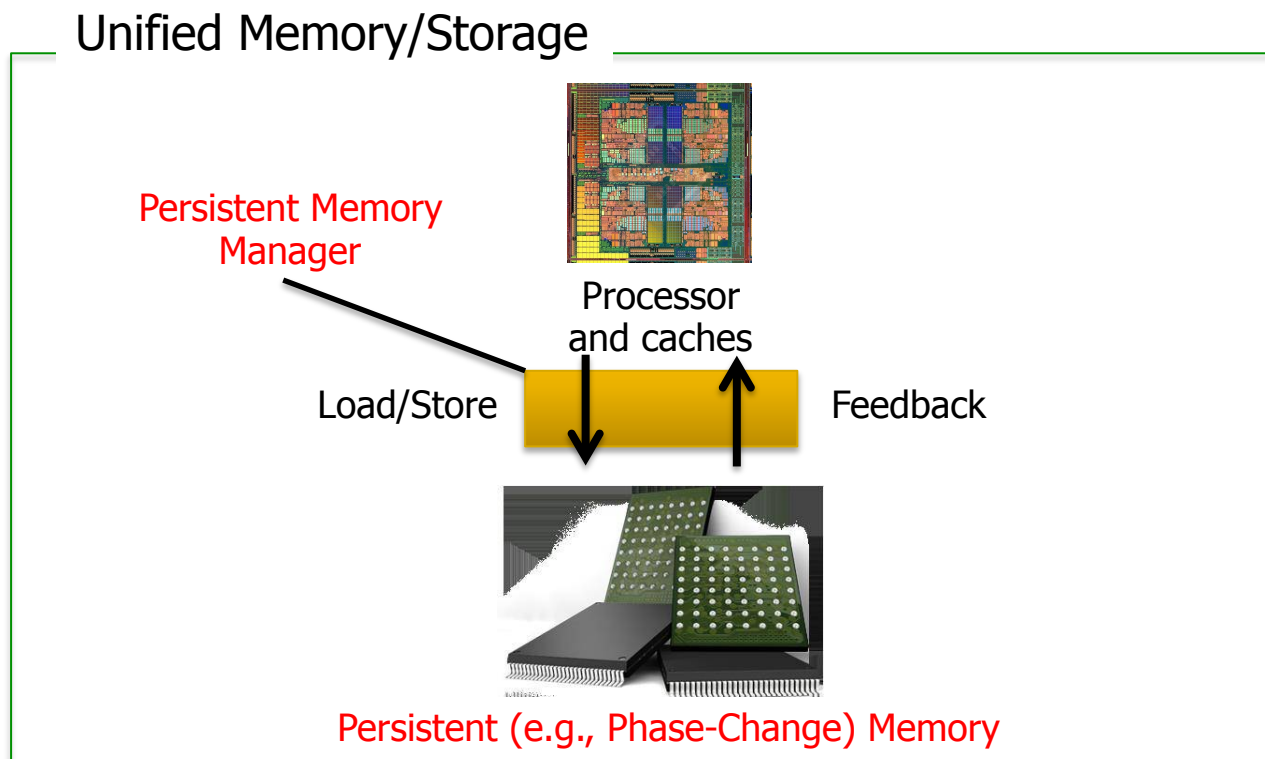 Unified Memory/Storage
Persistent Memory
Manager
Processor
and caches
Load/Store
Feedback
Persistent (e.g., Phase-Change) Memory